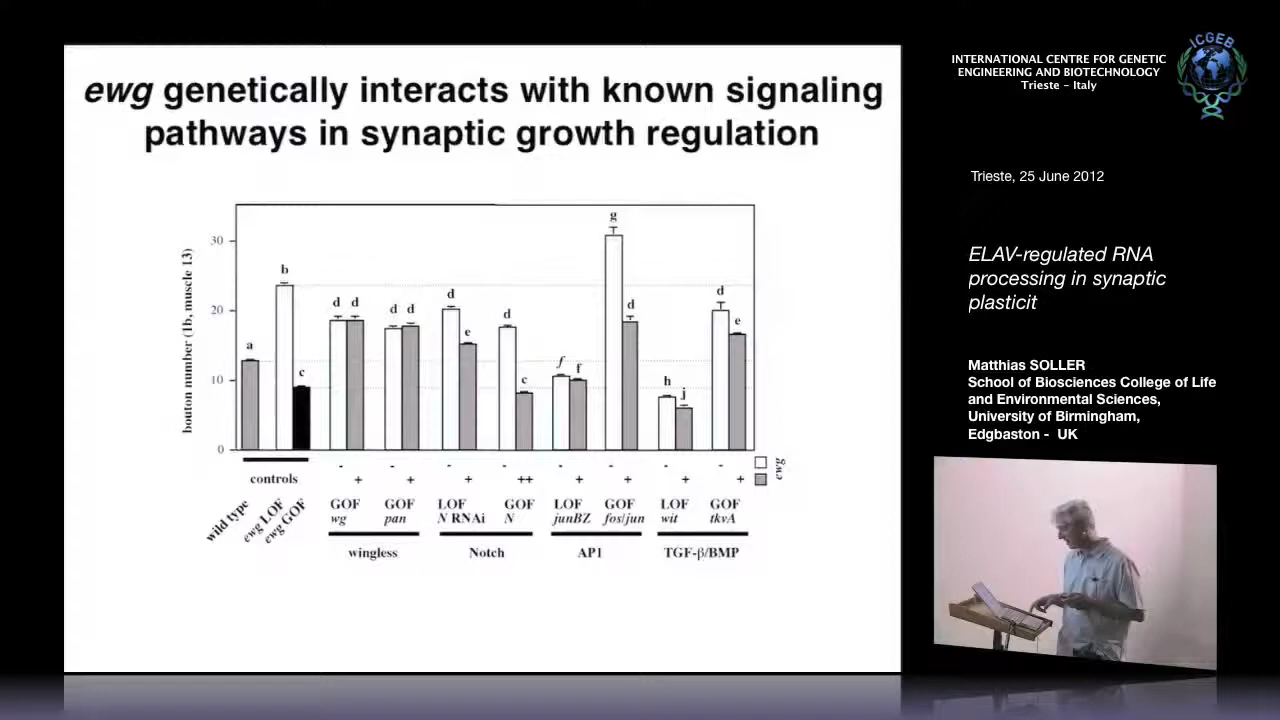 ewg genetically interacts with known signaling
pathways in synaptic growth regulation
bouton number (1b, muscle 13)
30
20
10
0
a
b
c
d
d
d
d
d
e
d
c
f
f
g
d
h
j
d
e
- + - + - + - ++ - + - + - + - +
ewg
controls
wild type
ewg LOF
ewg GOF
GOF
wg
GOF
pan
LOF
N RNAi
GOF
N
LOF
junBZ
GOF
fos/jun
LOF
wit
GOF
tkvA
wingless
Notch
AP1
TGF-β/BMP
INTERNATIONAL CENTRE FOR GENETIC
ENGINEERING AND BIOTECHNOLOGY
Trieste - Italy
ICGEB
Trieste, 25 June 2012
ELAV-regulated RNA
processing in synaptic
plasticit
Matthias SOLLER
School of Biosciences College of Life
and Environmental Sciences,
University of Birmingham,
Edgbaston - UK